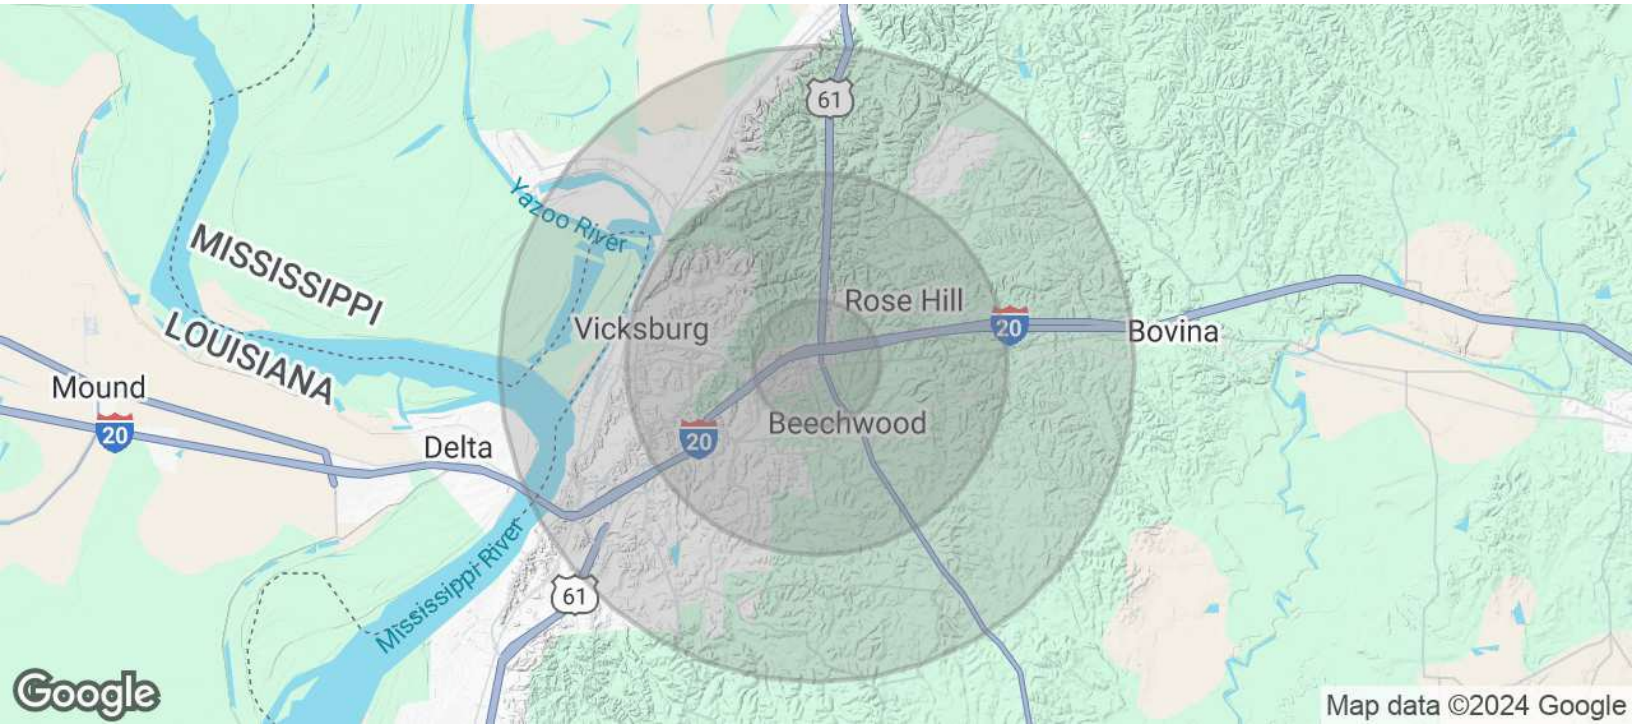 61
Yazoo River
MISSISSIPPI
LOUISIANA
Rose Hill
Vicksburg
20
Bovina
Mound
20
Beechwood
20
Delta
Mississippi River
61
Google
Map data ©2024 Google